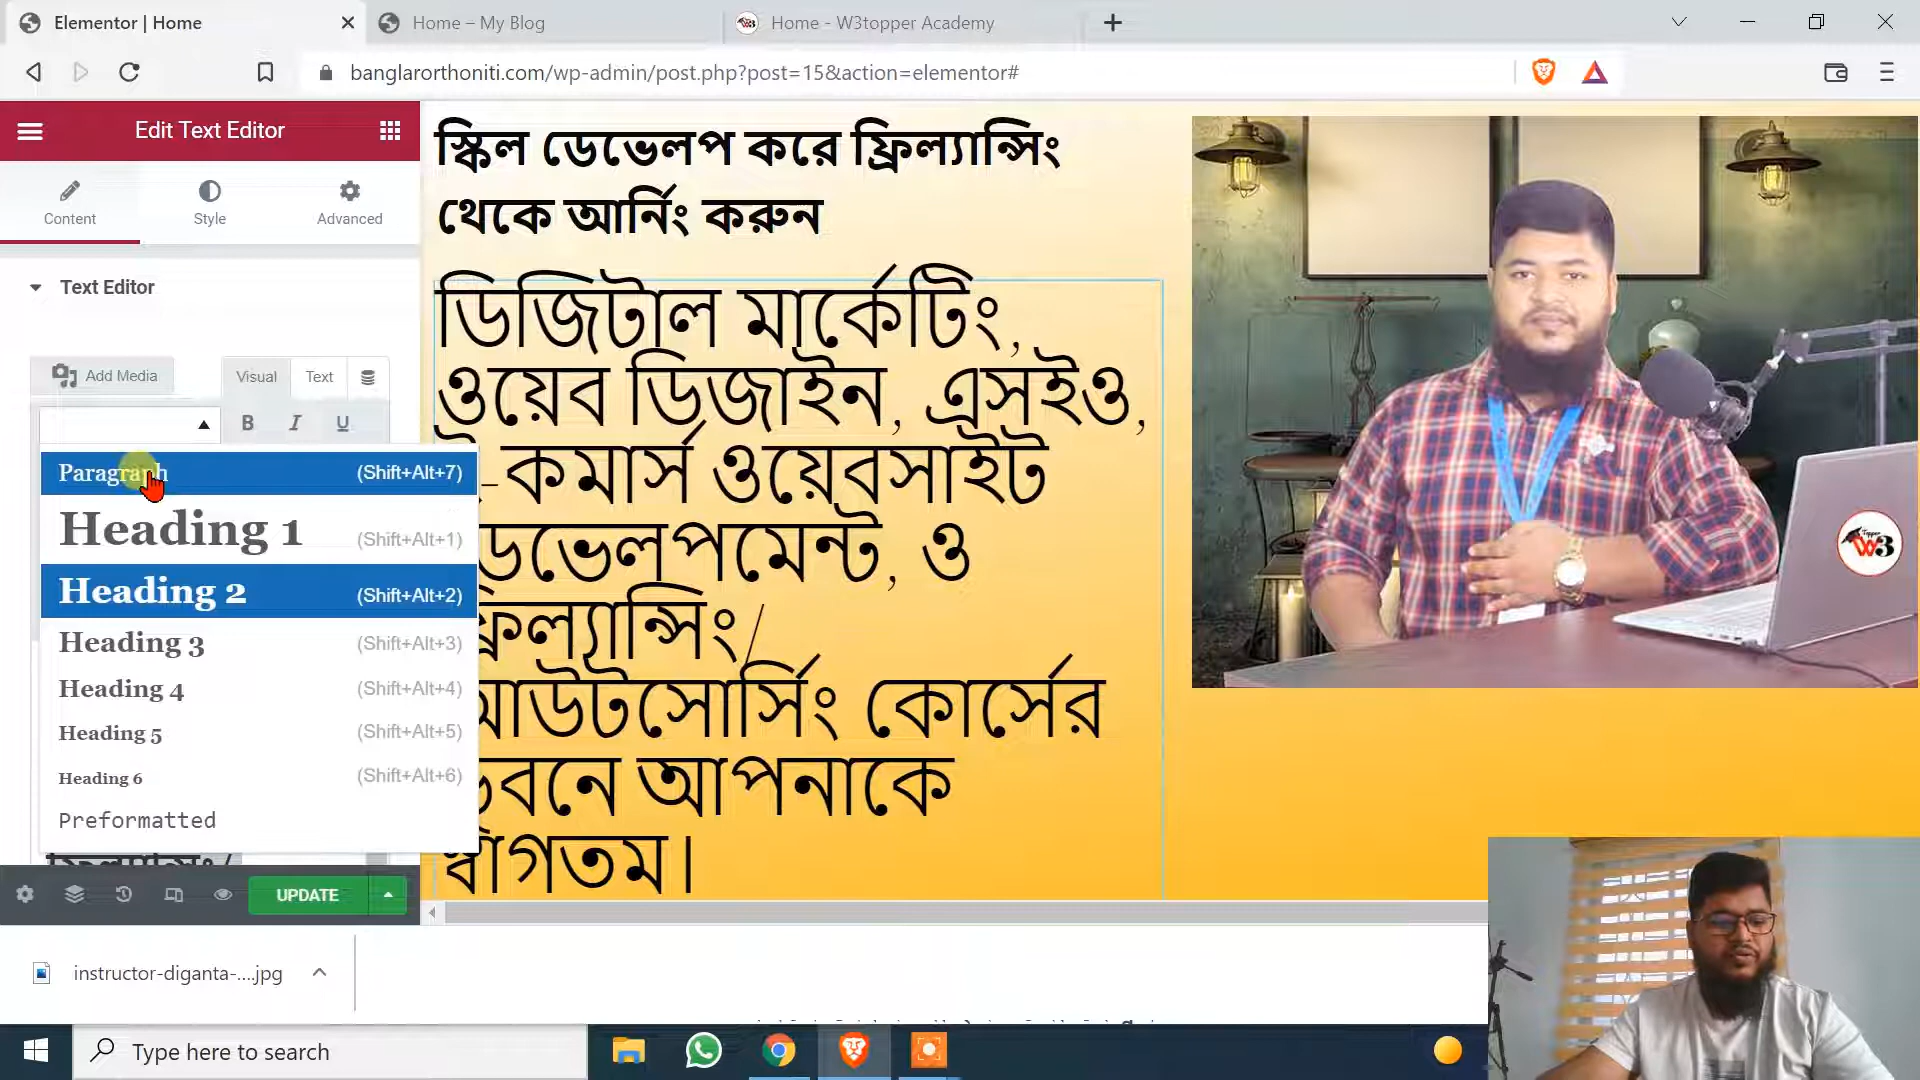 Elementor | Home
Home – My Blog
Home - W3topper Academy
banglarorthoniti.com/wp-admin/post.php?post=15&action=elementor#
Edit Text Editor
Content
Style
Advanced
Text Editor
Add Media
Visual
Text
B
I
U
Paragraph (Shift+Alt+7)
Heading 1 (Shift+Alt+1)
Heading 2 (Shift+Alt+2)
Heading 3 (Shift+Alt+3)
Heading 4 (Shift+Alt+4)
Heading 5 (Shift+Alt+5)
Heading 6 (Shift+Alt+6)
Preformatted
UPDATE
স্কিল ডেভেলপ করে ফ্রিল্যান্সিং
থেকে আর্নিং করুন
ডিজিটাল মার্কেটিং,
ওয়েব ডিজাইন, এসইও,
ই-কমার্স ওয়েবসাইট
ডেভেলপমেন্ট, ও
ফ্রিল্যান্সিং/
আউটসোর্সিং কোর্সের
ভুবনে আপনাকে
স্বাগতম।
W3
instructor-diganta-....jpg
Type here to search